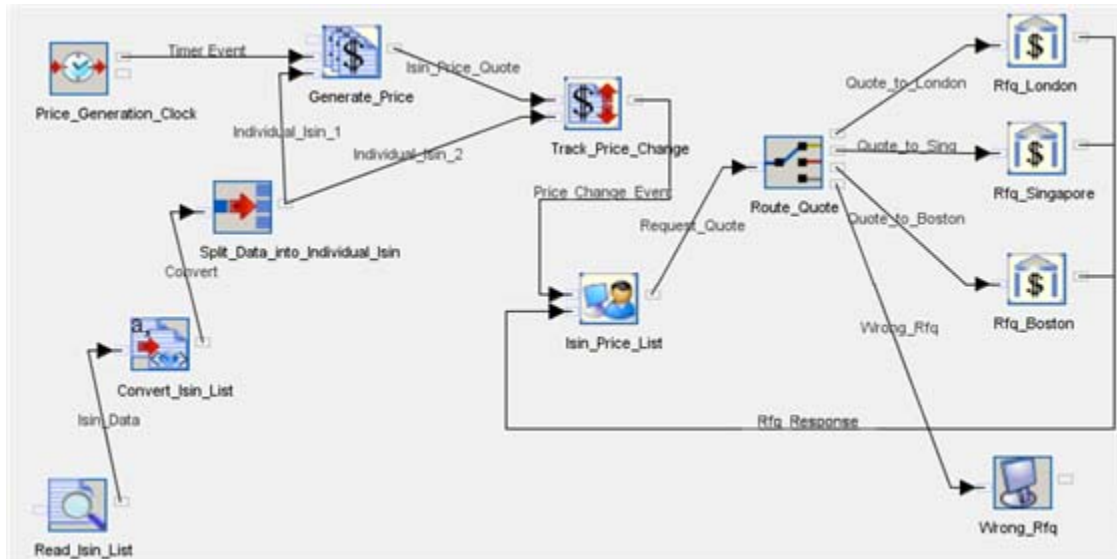 Timer Event
Price_Generation_Clock
Generate_Price
Isin_Price_Quote
Individual_Isin_1
Individual_Isin_2
Track_Price_Change
Price_Change_Event
Split_Data_into_Individual_Isin
Convert
a,
Convert_Isin_List
Isin_Data
Read_Isin_List
Request_Quote
Isin_Price_List
Route_Quote
Quote_to_London
Rfq_London
Quote_to_Sing
Rfq_Singapore
Quote_to_Boston
Rfq_Boston
Wrong_Rfq
Rfq_Response
Wrong_Rfq
$
$
$
$
$